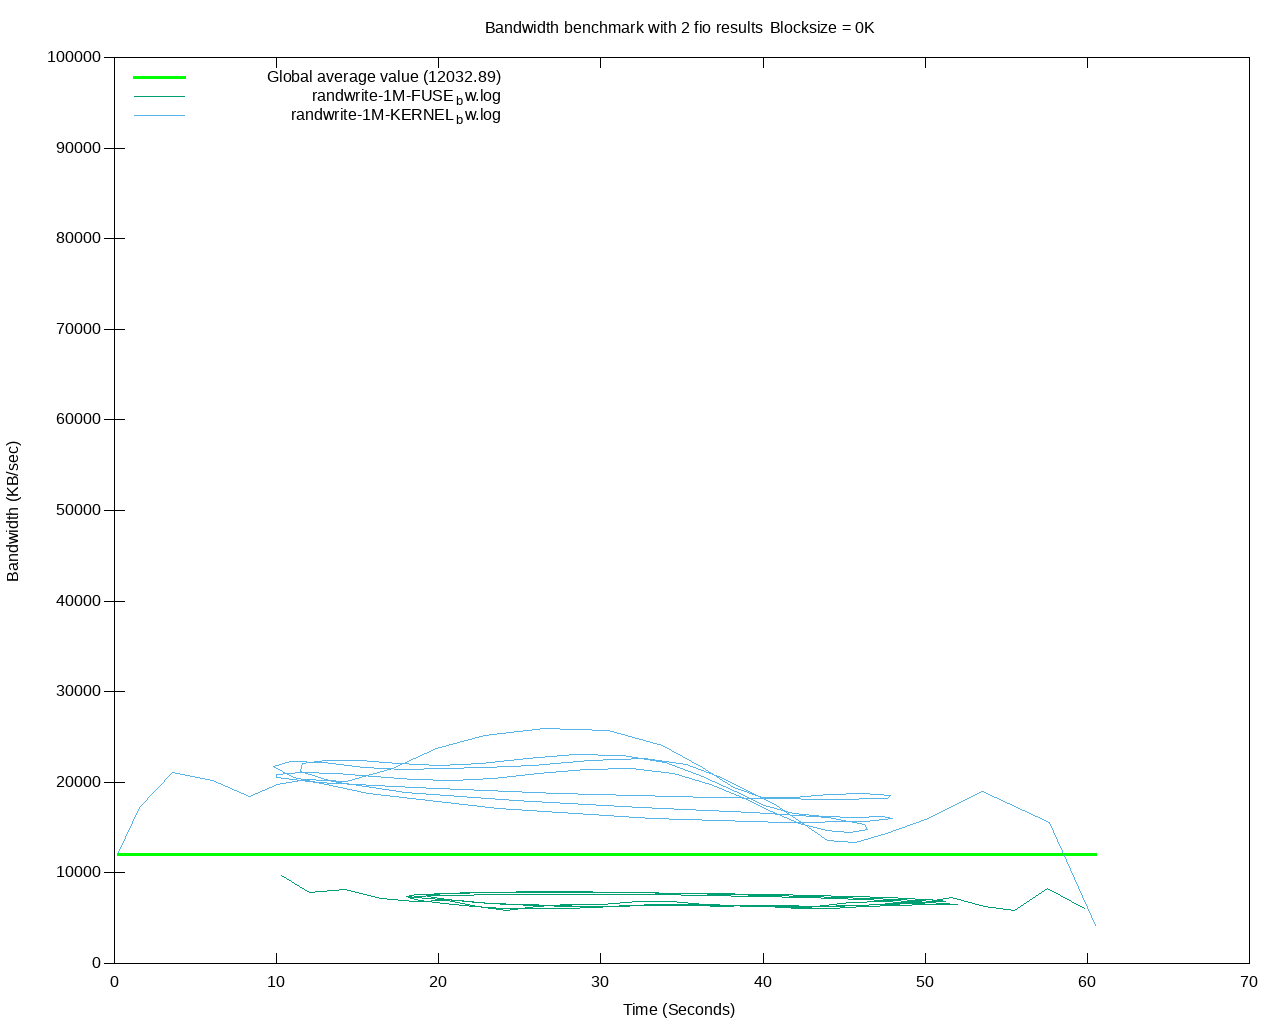 Bandwidth benchmark with 2 fio results Blocksize = 0K
100000
90000
80000
70000
60000
50000
40000
30000
20000
10000
0
Global average value (12032.89)
randwrite-1M-FUSE_bw.log
randwrite-1M-KERNEL_bw.log
Bandwidth (KB/sec)
0 10 20 30 40 50 60 70
Time (Seconds)